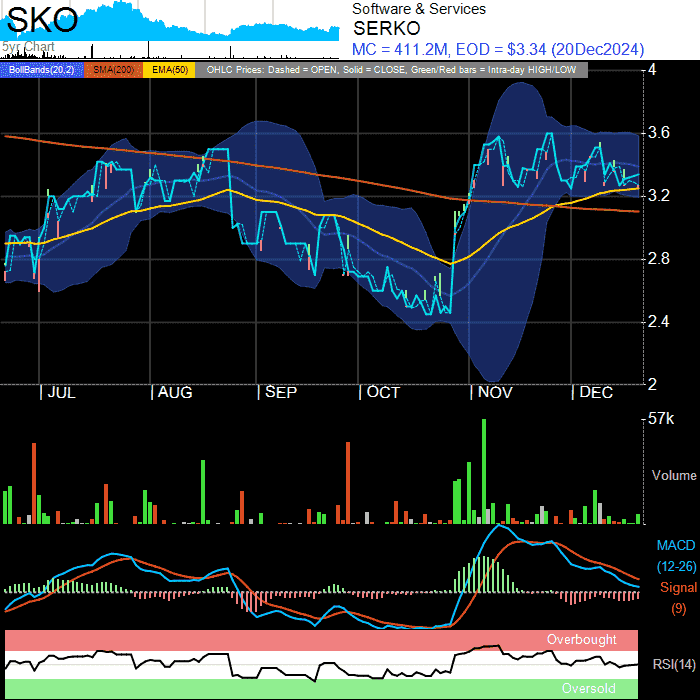 SKO
5yr Chart
Software & Services
SERKO
MC = 411.2M, EOD = $3.34 (20Dec2024)
BollBands(20,2) SMA(200) EMA(50) OHLC Prices: Dashed = OPEN, Solid = CLOSE, Green/Red bars = Intra-day HIGH/LOW
4
3.6
3.2
2.8
2.4
2
JUL AUG SEP OCT NOV DEC
57k
Volume
MACD
(12-26)
Signal
(9)
Overbought
RSI(14)
Oversold